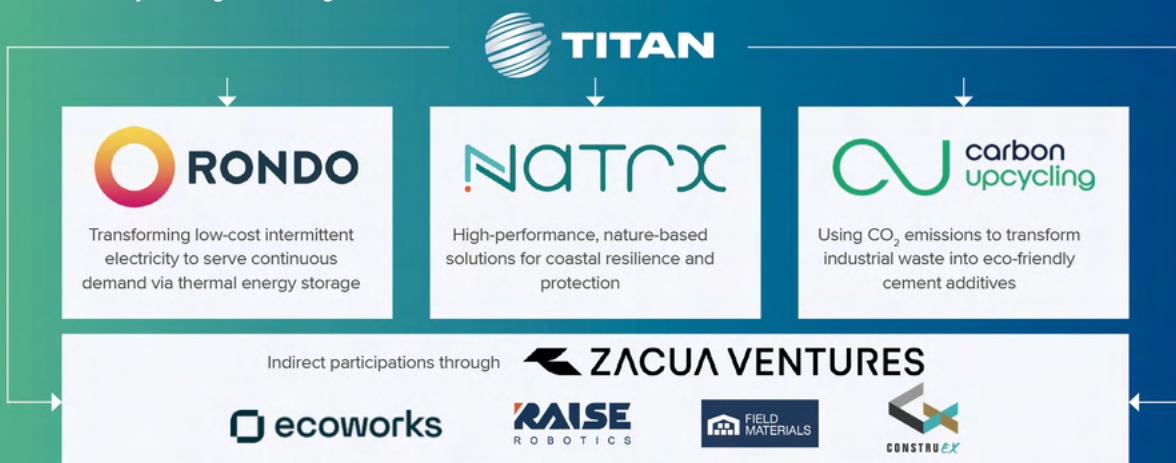 TITAN
RONDO
Transforming low-cost intermittent
electricity to serve continuous
demand via thermal energy storage
NATRX
High-performance, nature-based
solutions for coastal resilience and
protection
carbon
upcycling
Using CO₂ emissions to transform
industrial waste into eco-friendly
cement additives
Indirect participations through
ZACUA VENTURES
ecoworks
RAISE
ROBOTICS
FIELD
MATERIALS
CX
CONSTRUEX